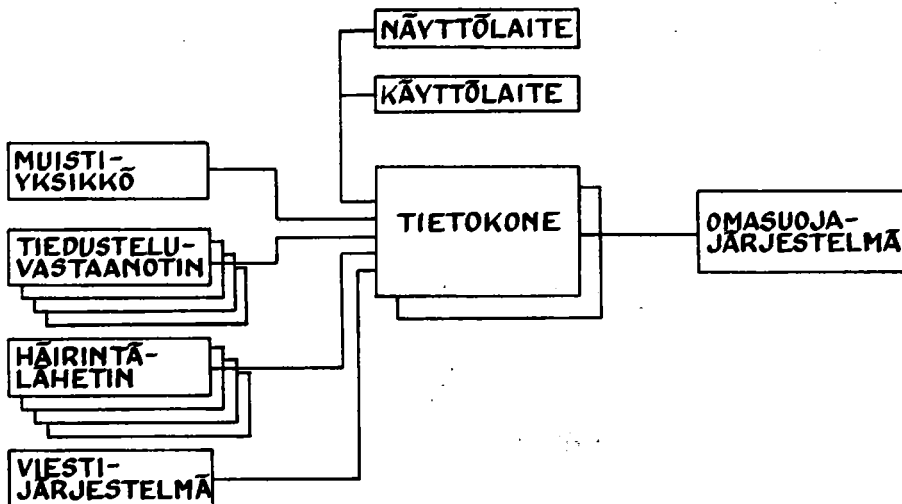 NÄYTTÖLAITE
KÄYTTÖLAITE
MUISTI-
YKSIKKÖ
TIETOKONE
OMASUOJA-
JÄRJESTELMÄ
TIEDUSTELU-
VASTAANOTIN
HÄIRINTÄ-
LÄHETIN
VIESTI-
JÄRJESTELMÄ